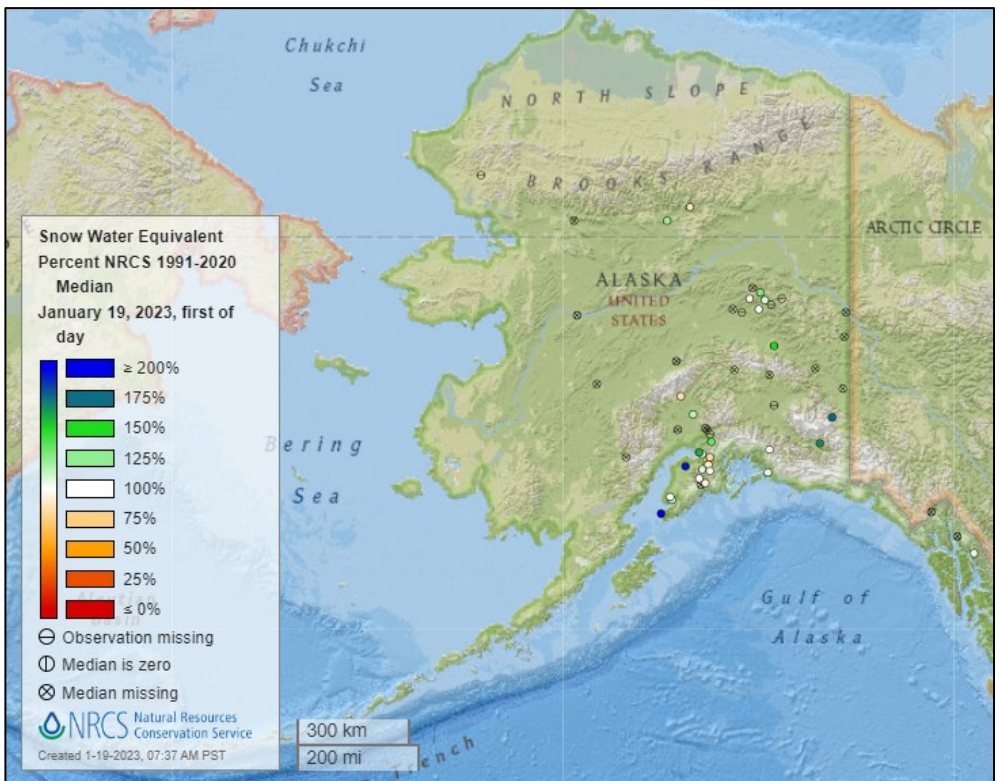 Chukchi
Sea
NORTH SLOPE
BROOKS RANGE
ARCTIC CIRCLE
ALASKA
UNITED
STATES
Bering
Sea
Gulf of
Alaska
Trench
Snow Water Equivalent
Percent NRCS 1991-2020
Median
January 19, 2023, first of
day
≥ 200%
175%
150%
125%
100%
75%
50%
25%
≤ 0%
Aleutian
Basin
Observation missing
Median is zero
Median missing
NRCS Natural Resources
Conservation Service
Created 1-19-2023, 07:37 AM PST
300 km
200 mi